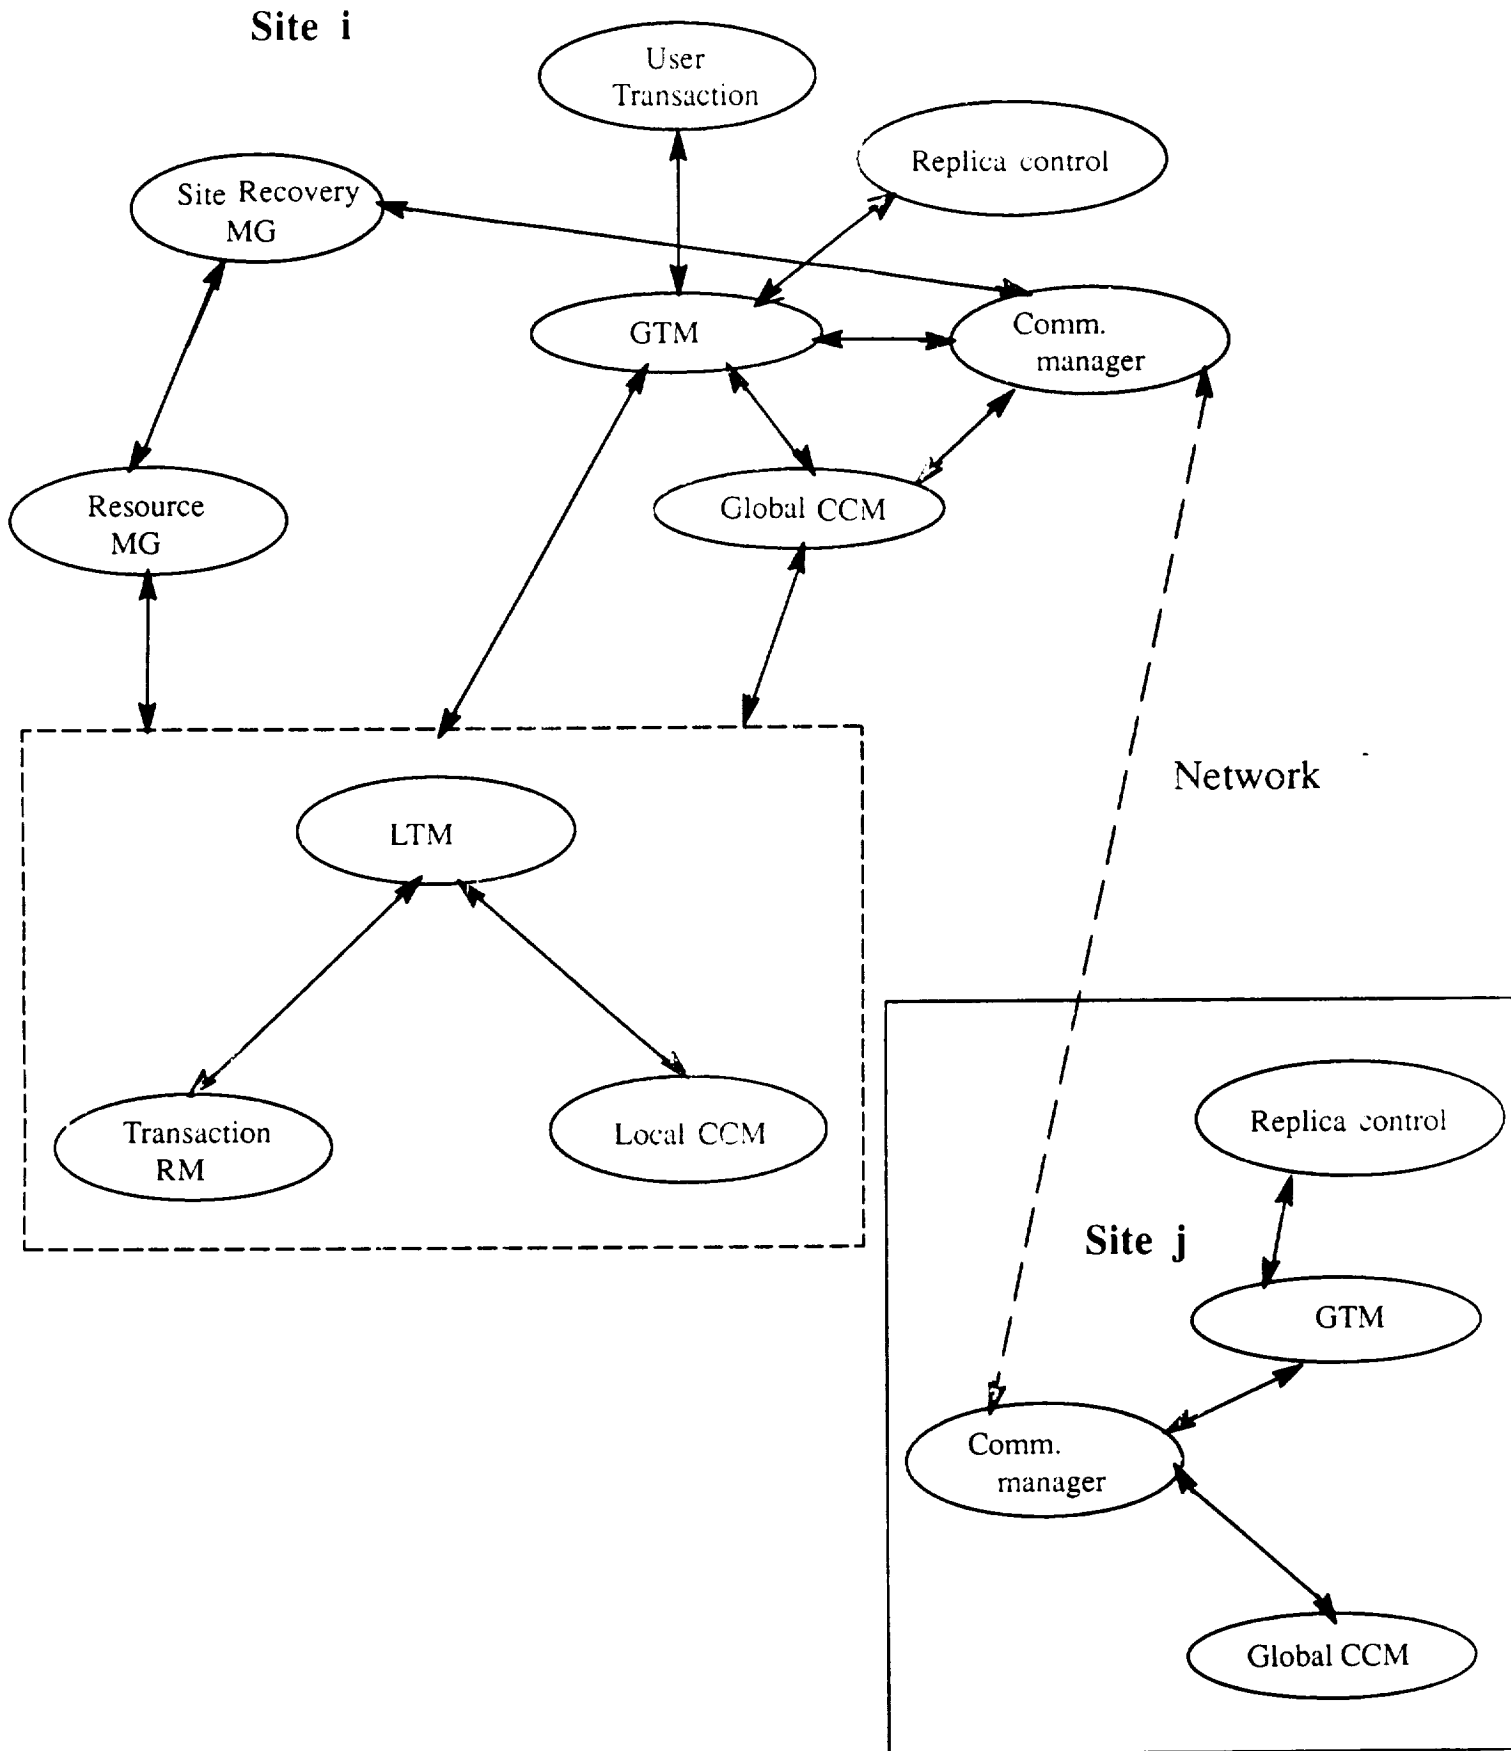 Site i
User
Transaction
Replica control
Site Recovery
MG
GTM
Comm.
manager
Resource
MG
Global CCM
Network
LTM
Transaction
RM
Local CCM
Replica control
Site j
GTM
Comm.
manager
Global CCM